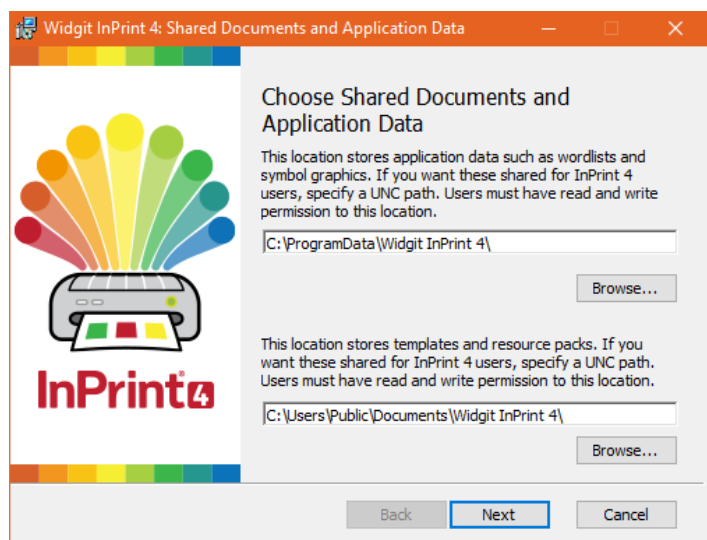 Widgit InPrint 4: Shared Documents and Application Data
Choose Shared Documents and
Application Data
This location stores application data such as wordlists and
symbol graphics. If you want these shared for InPrint 4
users, specify a UNC path. Users must have read and write
permission to this location.
C:\ProgramData\Widgit InPrint 4\
Browse...
This location stores templates and resource packs. If you
want these shared for InPrint 4 users, specify a UNC path.
Users must have read and write permission to this location.
C:\Users\Public\Documents\Widgit InPrint 4\
Browse...
InPrint 4
Back Next Cancel